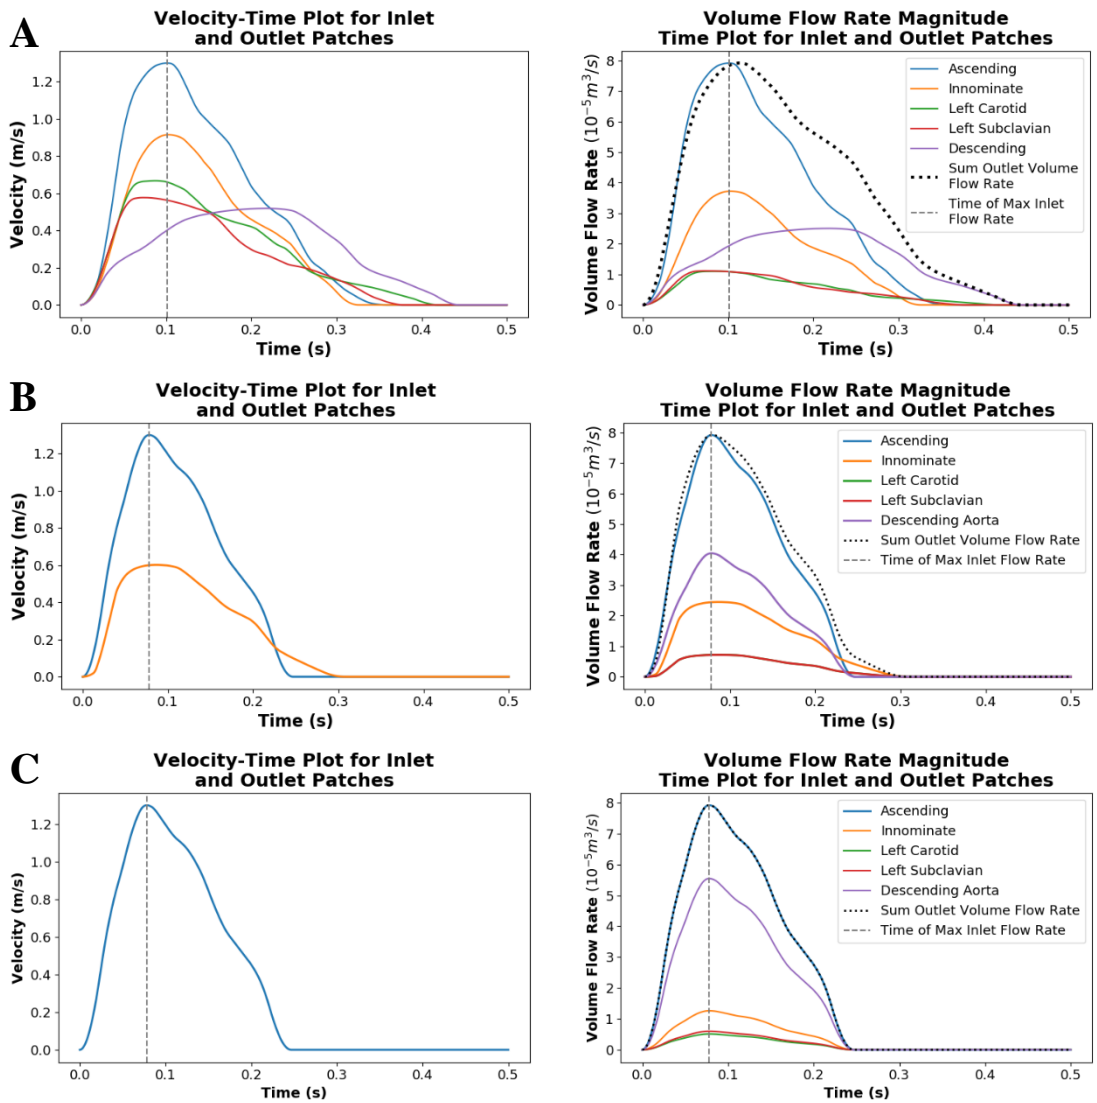 A
Velocity-Time Plot for Inlet
and Outlet Patches
Velocity (m/s)
1.2
1.0
0.8
0.6
0.4
0.2
0.0
0.0 0.1 0.2 0.3 0.4 0.5
Time (s)
Volume Flow Rate Magnitude
Time Plot for Inlet and Outlet Patches
Volume Flow Rate (10⁻⁵m³/s)
8
7
6
5
4
3
2
1
0
0.0 0.1 0.2 0.3 0.4 0.5
Time (s)
Ascending
Innominate
Left Carotid
Left Subclavian
Descending
Sum Outlet Volume
Flow Rate
Time of Max Inlet
Flow Rate
B
Velocity-Time Plot for Inlet
and Outlet Patches
Velocity (m/s)
1.2
1.0
0.8
0.6
0.4
0.2
0.0
0.0 0.1 0.2 0.3 0.4 0.5
Time (s)
Volume Flow Rate Magnitude
Time Plot for Inlet and Outlet Patches
Volume Flow Rate (10⁻⁵m³/s)
8
7
6
5
4
3
2
1
0
0.0 0.1 0.2 0.3 0.4 0.5
Time (s)
Ascending
Innominate
Left Carotid
Left Subclavian
Descending Aorta
Sum Outlet Volume Flow Rate
Time of Max Inlet Flow Rate
C
Velocity-Time Plot for Inlet
and Outlet Patches
Velocity (m/s)
1.2
1.0
0.8
0.6
0.4
0.2
0.0
0.0 0.1 0.2 0.3 0.4 0.5
Time (s)
Volume Flow Rate Magnitude
Time Plot for Inlet and Outlet Patches
Volume Flow Rate (10⁻⁵m³/s)
8
7
6
5
4
3
2
1
0
0.0 0.1 0.2 0.3 0.4 0.5
Time (s)
Ascending
Innominate
Left Carotid
Left Subclavian
Descending Aorta
Sum Outlet Volume Flow Rate
Time of Max Inlet Flow Rate